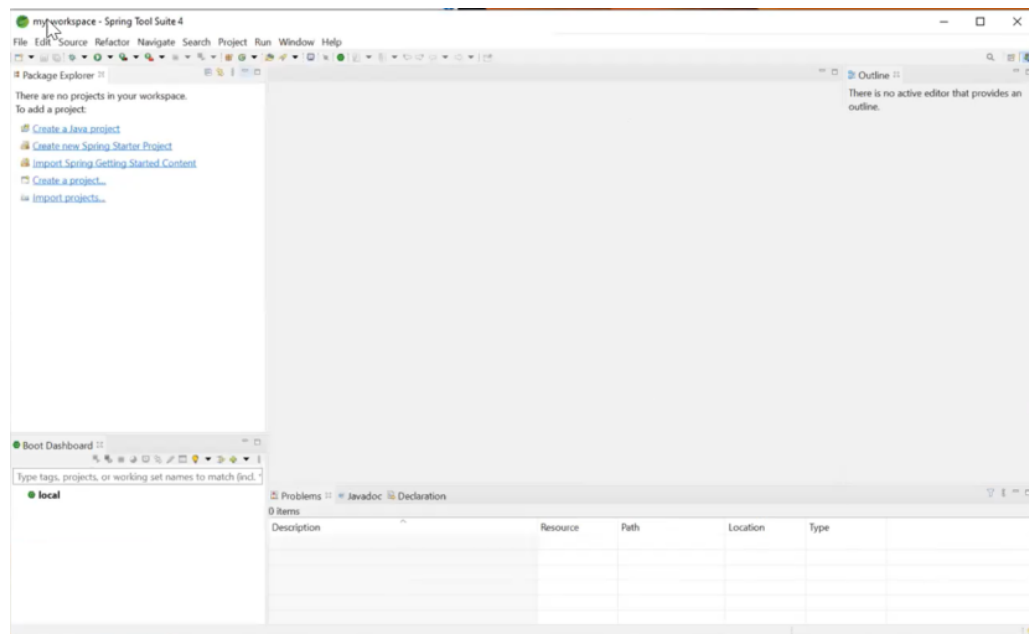 my workspace - Spring Tool Suite 4
File Edit Source Refactor Navigate Search Project Run Window Help
Package Explorer
There are no projects in your workspace.
To add a project:
Create a Java project
Create new Spring Starter Project
Import Spring Getting Started Content
Create a project...
Import projects...
Outline
There is no active editor that provides an
outline.
Boot Dashboard
Type tags, projects, or working set names to match (incl. *
local
Problems Javadoc Declaration
0 items
Description Resource Path Location Type